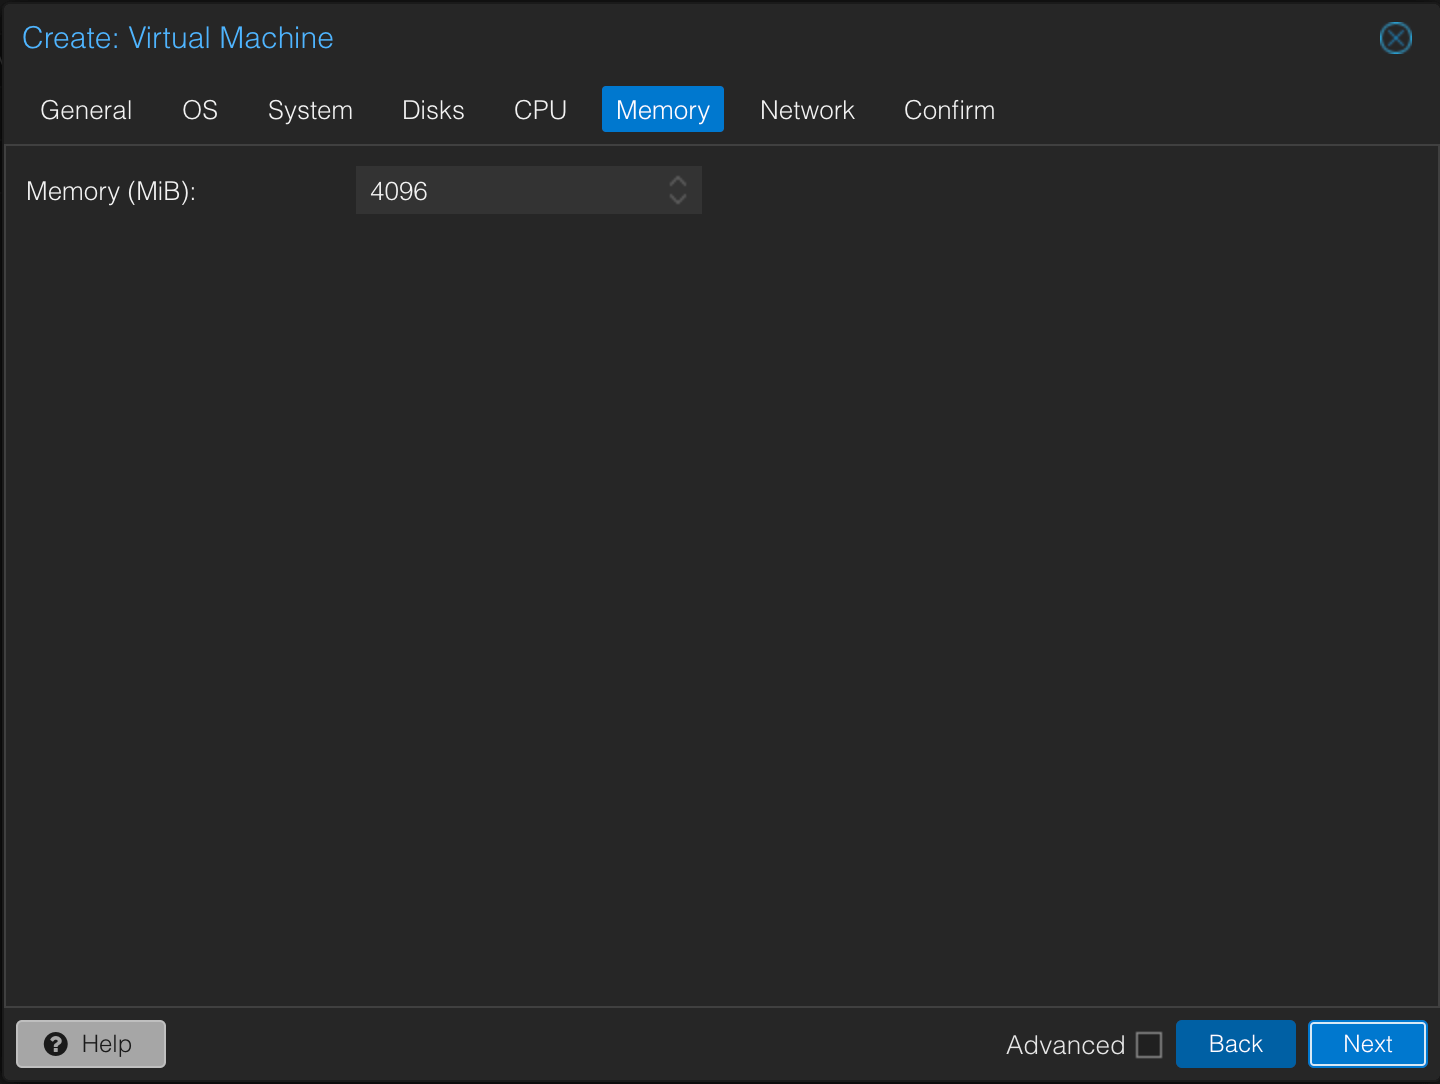 Create: Virtual Machine
General OS System Disks CPU Memory Network Confirm
Memory (MiB): 4096
Help Advanced Back Next